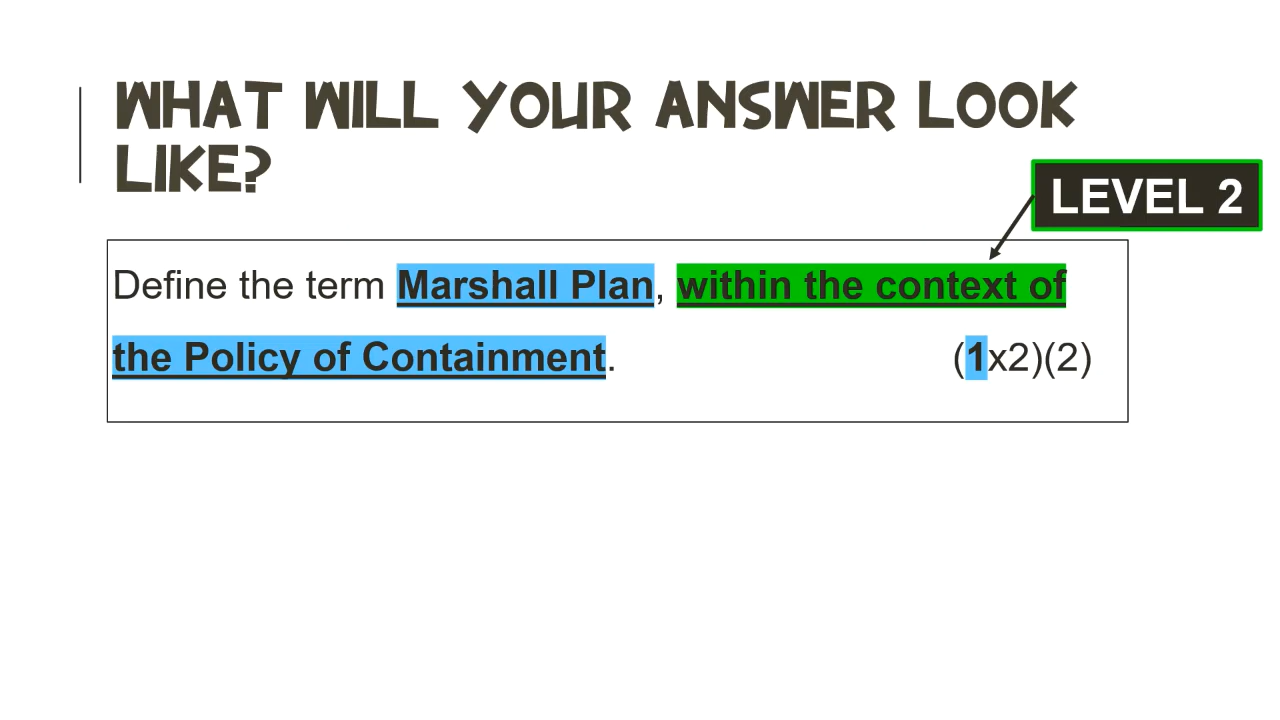 WHAT WILL YOUR ANSWER LOOK
LIKE?
LEVEL 2
Define the term Marshall Plan, within the context of
the Policy of Containment. (1x2)(2)